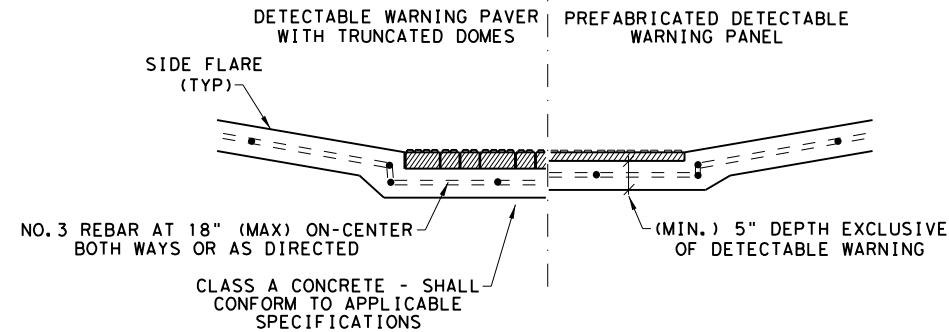 DETECTABLE WARNING PAVER
WITH TRUNCATED DOMES
PREFABRICATED DETECTABLE
WARNING PANEL
SIDE FLARE
(TYP)
NO. 3 REBAR AT 18" (MAX) ON-CENTER
BOTH WAYS OR AS DIRECTED
(MIN.) 5" DEPTH EXCLUSIVE
OF DETECTABLE WARNING
CLASS A CONCRETE - SHALL
CONFORM TO APPLICABLE
SPECIFICATIONS